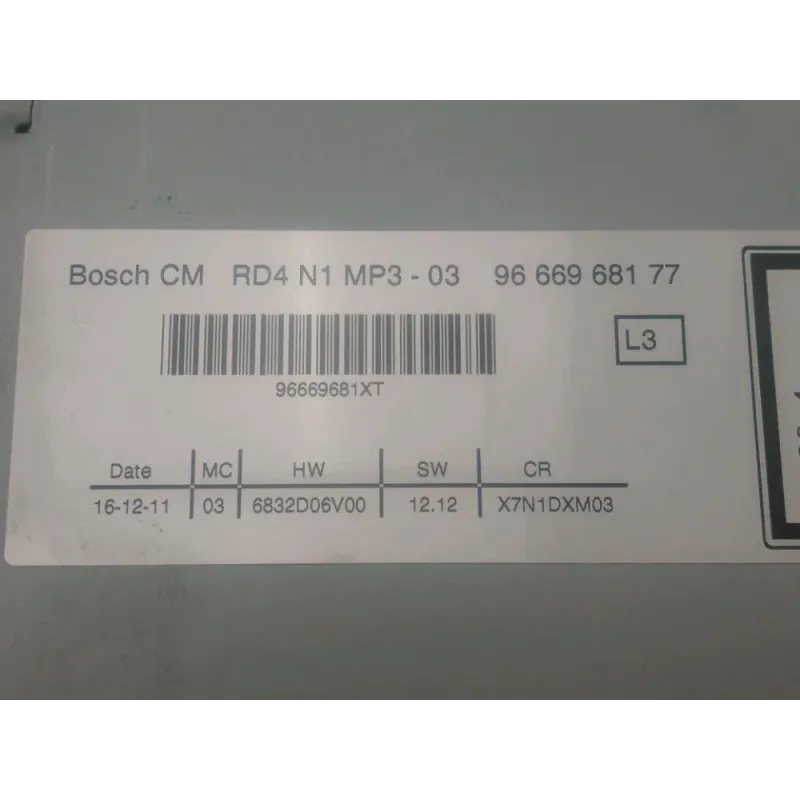 Bosch CM RD4 N1 MP3 - 03 96 669 681 77
L3
96669681XT
Date MC HW SW CR
16-12-11 03 6832D06V00 12.12 X7N1DXM03